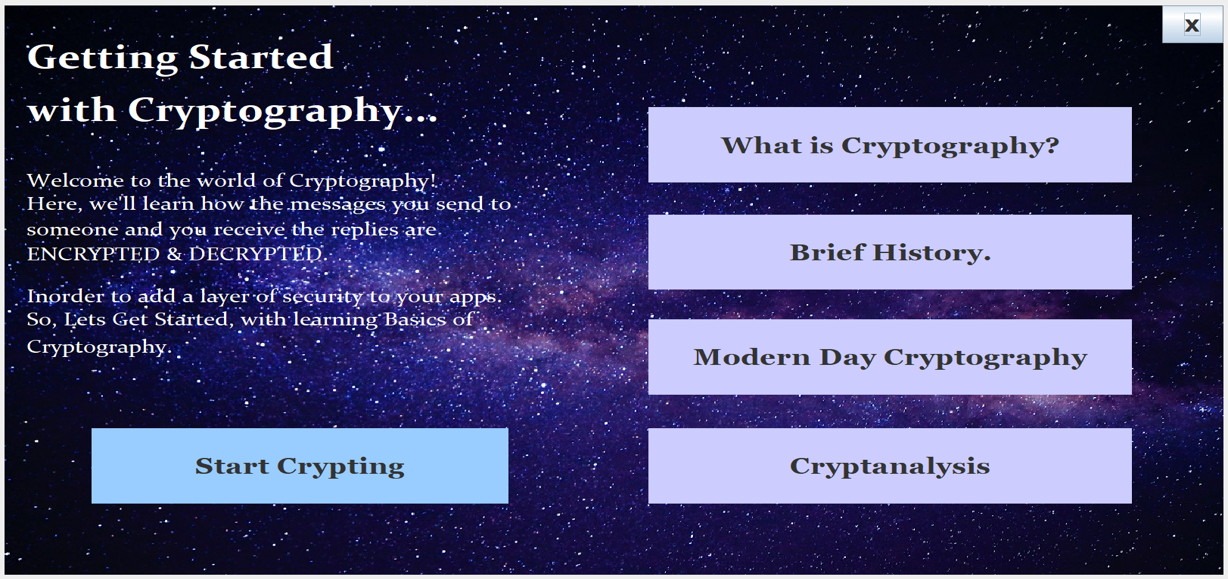 Getting Started
with Cryptography...
Welcome to the world of Cryptography!
Here, we'll learn how the messages you send to
someone and you receive the replies are
ENCRYPTED & DECRYPTED.
Inorder to add a layer of security to your apps.
So, Lets Get Started, with learning Basics of
Cryptography.
Start Crypting
X
What is Cryptography?
Brief History.
Modern Day Cryptography
Cryptanalysis